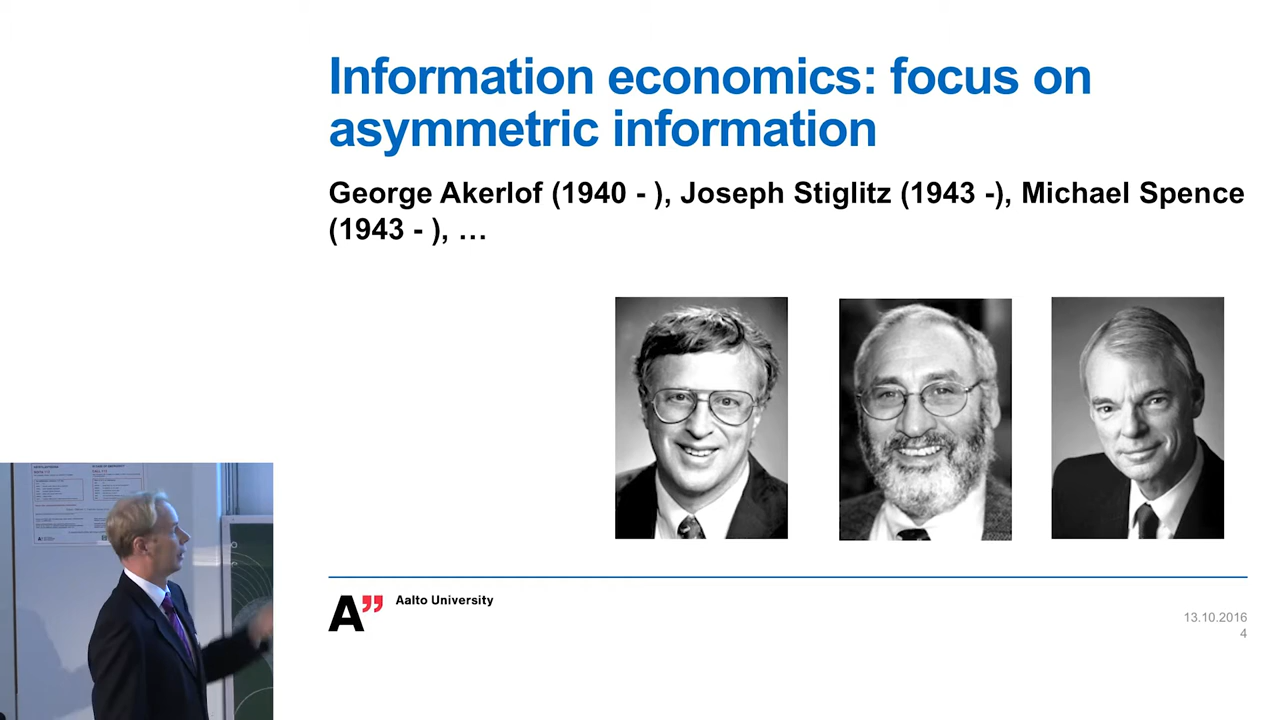 Information economics: focus on
asymmetric information
George Akerlof (1940 - ), Joseph Stiglitz (1943 -), Michael Spence
(1943 - ), …
A”
Aalto University
13.10.2016
4